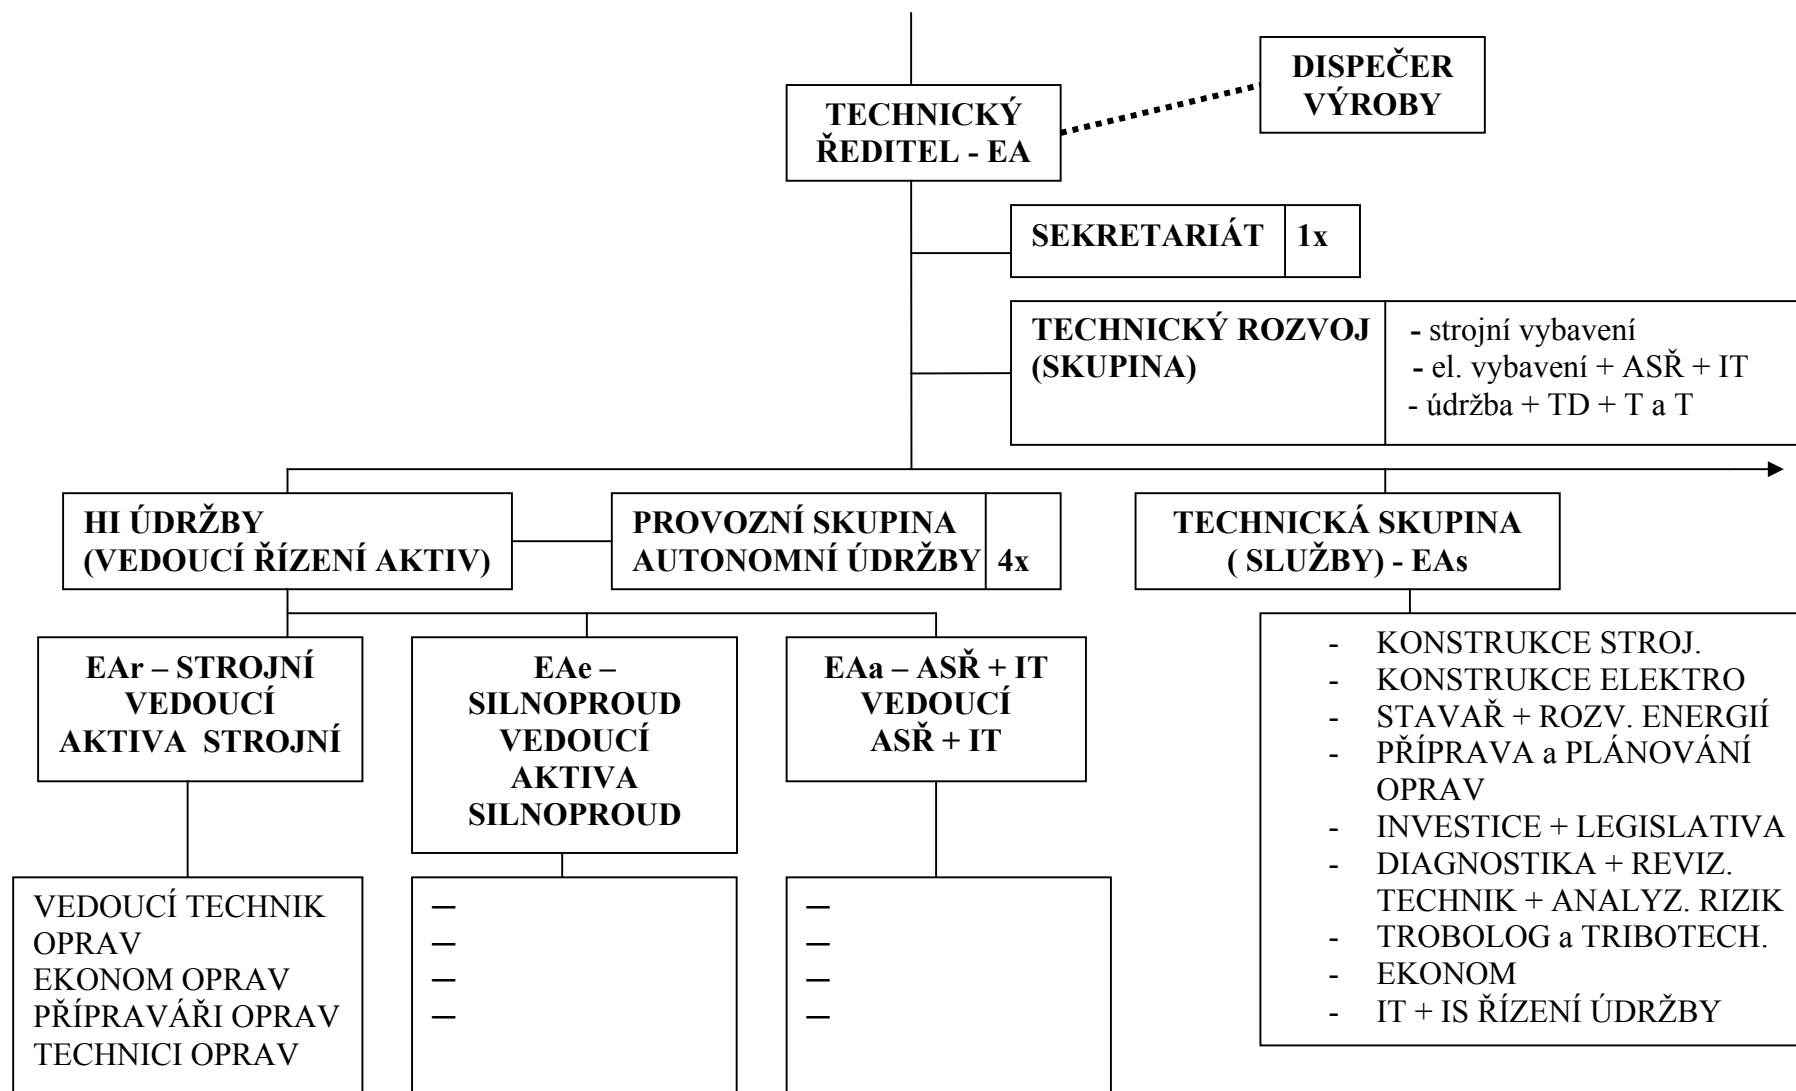 DISPEČER
VÝROBY
TECHNICKÝ
ŘEDITEL - EA
SEKRETARIÁT 1x
TECHNICKÝ ROZVOJ
(SKUPINA)
- strojní vybavení
- el. vybavení + ASŘ + IT
- údržba + TD + T a T
HI ÚDRŽBY
(VEDOUCÍ ŘÍZENÍ AKTIV)
PROVOZNÍ SKUPINA
AUTONOMNÍ ÚDRŽBY 4x
TECHNICKÁ SKUPINA
( SLUŽBY) - EAs
EAr – STROJNÍ
VEDOUCÍ
AKTIVA STROJNÍ
EAe –
SILNOPROUD
VEDOUCÍ
AKTIVA
SILNOPROUD
EAa – ASŘ + IT
VEDOUCÍ
ASŘ + IT
- KONSTRUKCE STROJ.
- KONSTRUKCE ELEKTRO
- STAVAŘ + ROZV. ENERGIÍ
- PŘÍPRAVA a PLÁNOVÁNÍ
OPRAV
- INVESTICE + LEGISLATIVA
- DIAGNOSTIKA + REVIZ.
TECHNIK + ANALYZ. RIZIK
- TROBOLOG a TRIBOTECH.
- EKONOM
- IT + IS ŘÍZENÍ ÚDRŽBY
VEDOUCÍ TECHNIK
OPRAV
EKONOM OPRAV
PŘÍPRAVÁŘI OPRAV
TECHNICI OPRAV
—
—
—
—
—
—
—
—